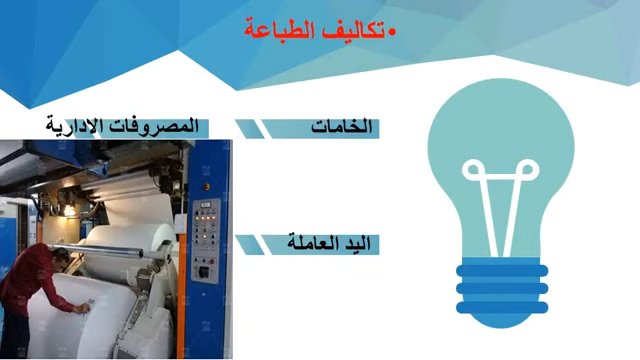 •تكاليف الطباعة
الخامات
المصروفات الادارية
اليد العاملة